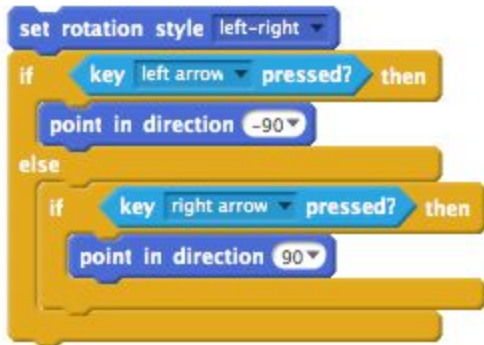 set rotation style left-right
if key left arrow pressed? then
point in direction -90
else
if key right arrow pressed? then
point in direction 90